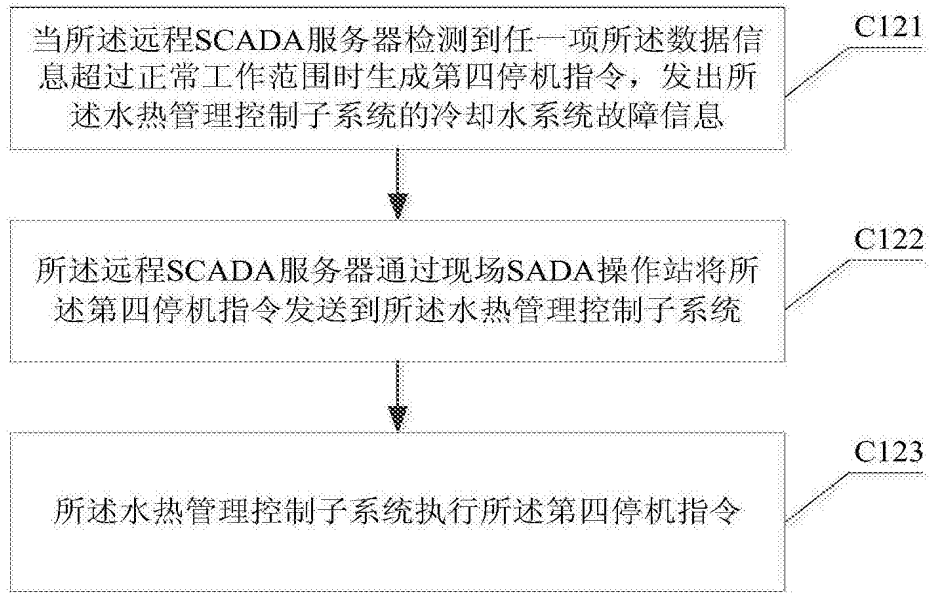 当所述远程SCADA服务器检测到任一项所述数据信
息超过正常工作范围时生成第四停机指令，发出所
述水热管理控制子系统的冷却水系统故障信息
C121
所述远程SCADA服务器通过现场SADA操作站将所
述第四停机指令发送到所述水热管理控制子系统
C122
所述水热管理控制子系统执行所述第四停机指令
C123